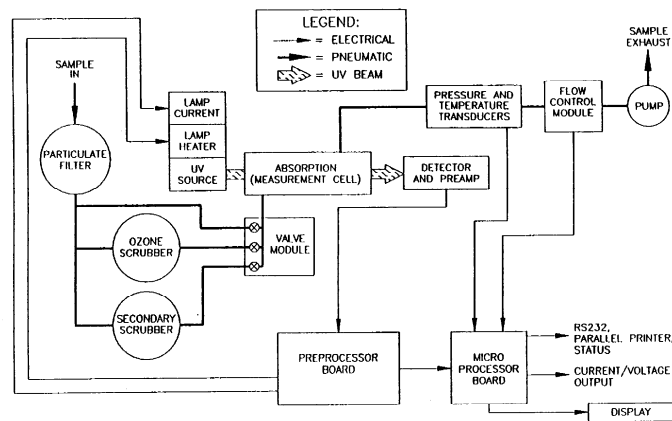 LEGEND:
= ELECTRICAL
= PNEUMATIC
= UV BEAM
SAMPLE
IN
SAMPLE
EXHAUST
LAMP
CURRENT
LAMP
HEATER
UV
SOURCE
PARTICULATE
FILTER
ABSORPTION
(MEASUREMENT CELL)
DETECTOR
AND PREAMP
PRESSURE AND
TEMPERATURE
TRANSDUCERS
FLOW
CONTROL
MODULE
PUMP
OZONE
SCRUBBER
VALVE
MODULE
SECONDARY
SCRUBBER
PREPROCESSOR
BOARD
MICRO
PROCESSOR
BOARD
RS232,
PARALLEL PRINTER,
STATUS
CURRENT/VOLTAGE
OUTPUT
DISPLAY